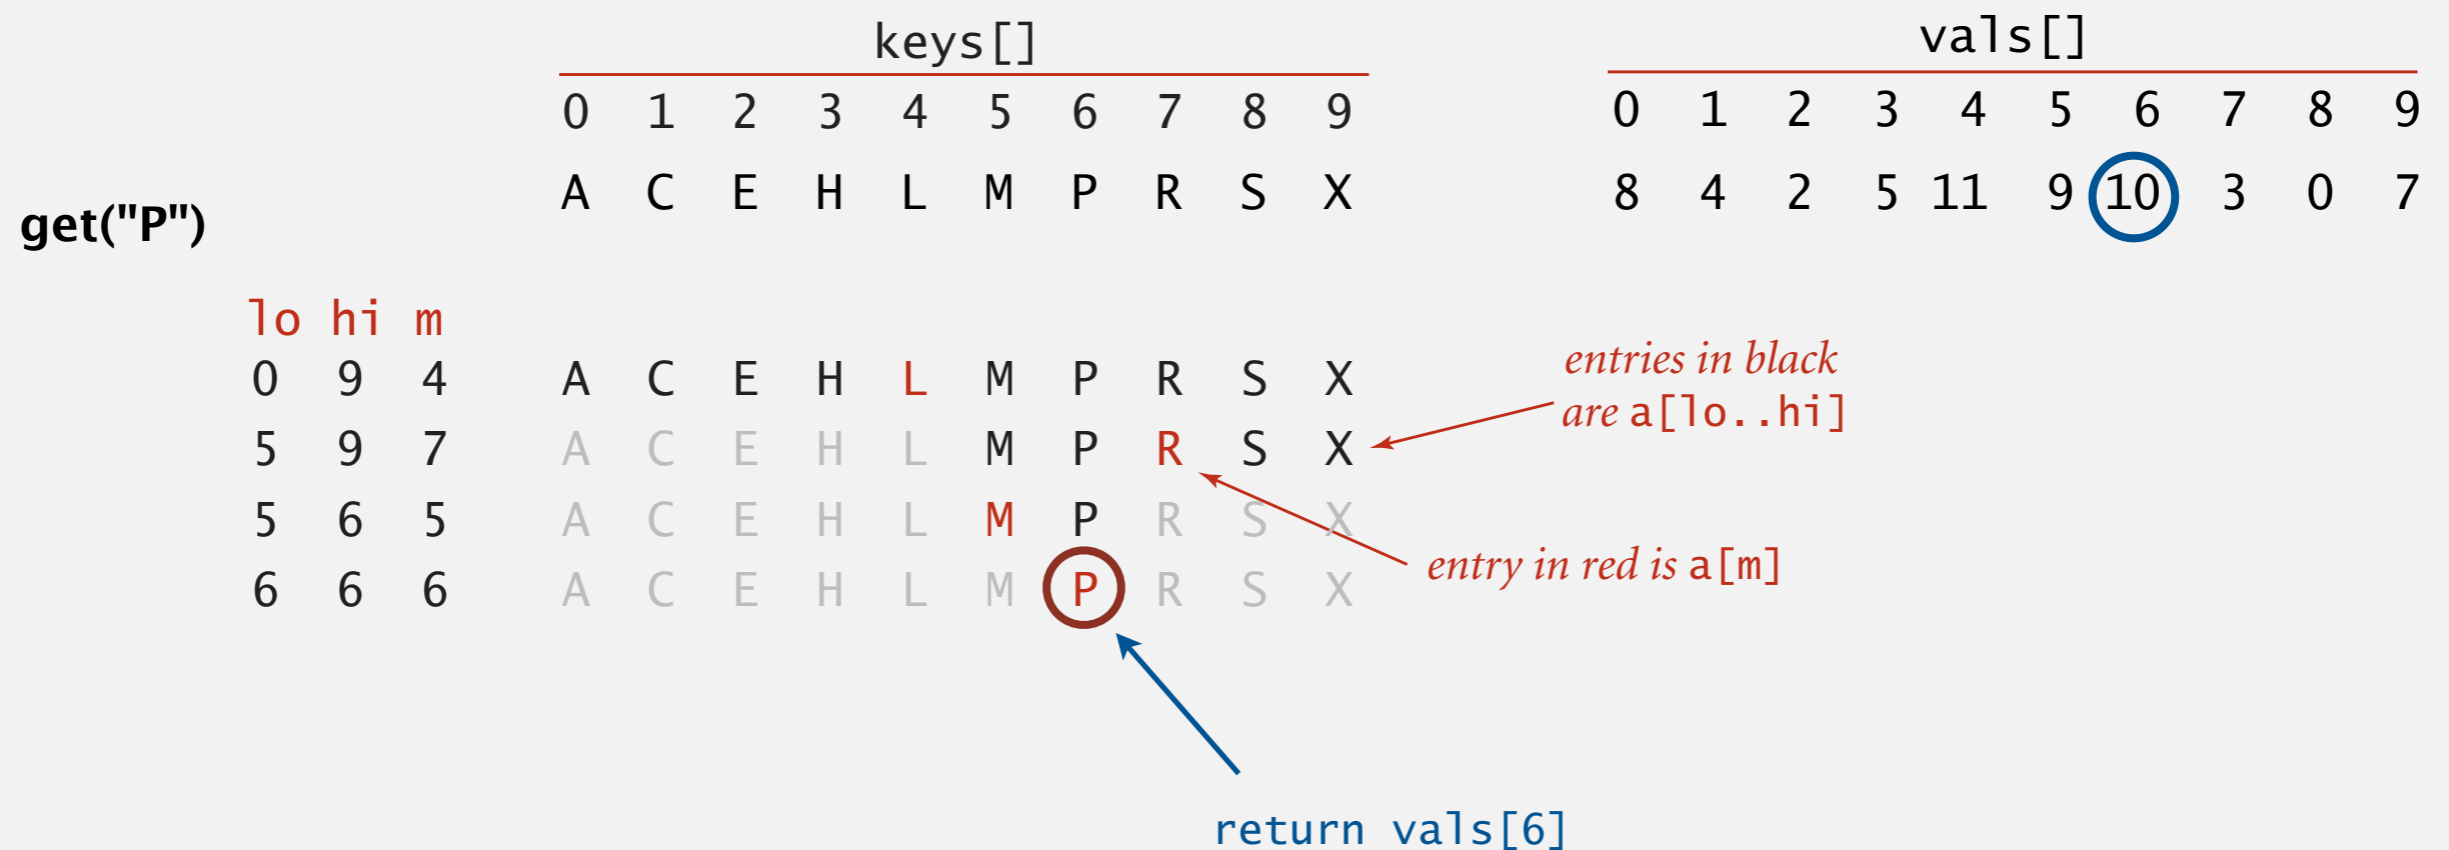 keys[] vals[]
0 1 2 3 4 5 6 7 8 9 0 1 2 3 4 5 6 7 8 9
A C E H L M P R S X 8 4 2 5 11 9 10 3 0 7
get("P")
lo hi m
0 9 4 A C E H L M P R S X
entries in black
are a[lo..hi]
5 9 7 A C E H L M P R S X
5 6 5 A C E H L M P R S X
entry in red is a[m]
6 6 6 A C E H L M P R S X
return vals[6]